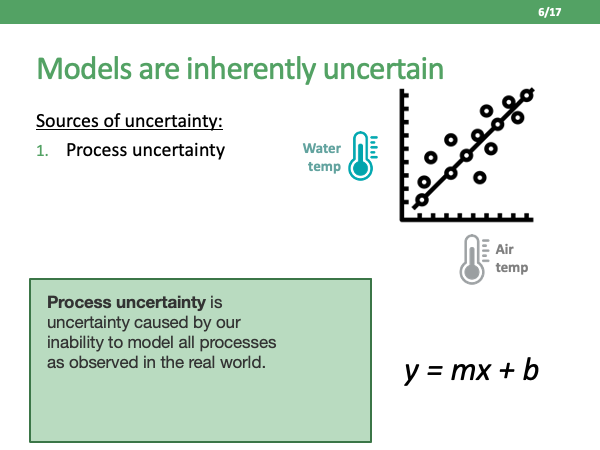 6/17
Models are inherently uncertain
Sources of uncertainty:
1. Process uncertainty
Water
temp
Air
temp
Process uncertainty is
uncertainty caused by our
inability to model all processes
as observed in the real world.
y = mx + b